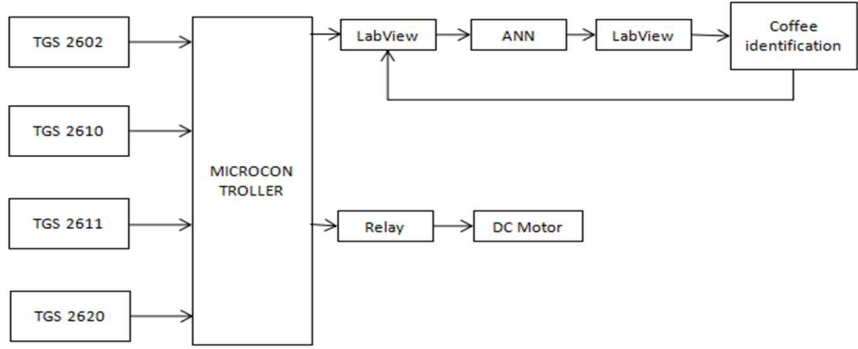 TGS 2602
TGS 2610
TGS 2611
TGS 2620
MICROCON
TROLLER
LabView
ANN
LabView
Coffee
identification
Relay
DC Motor